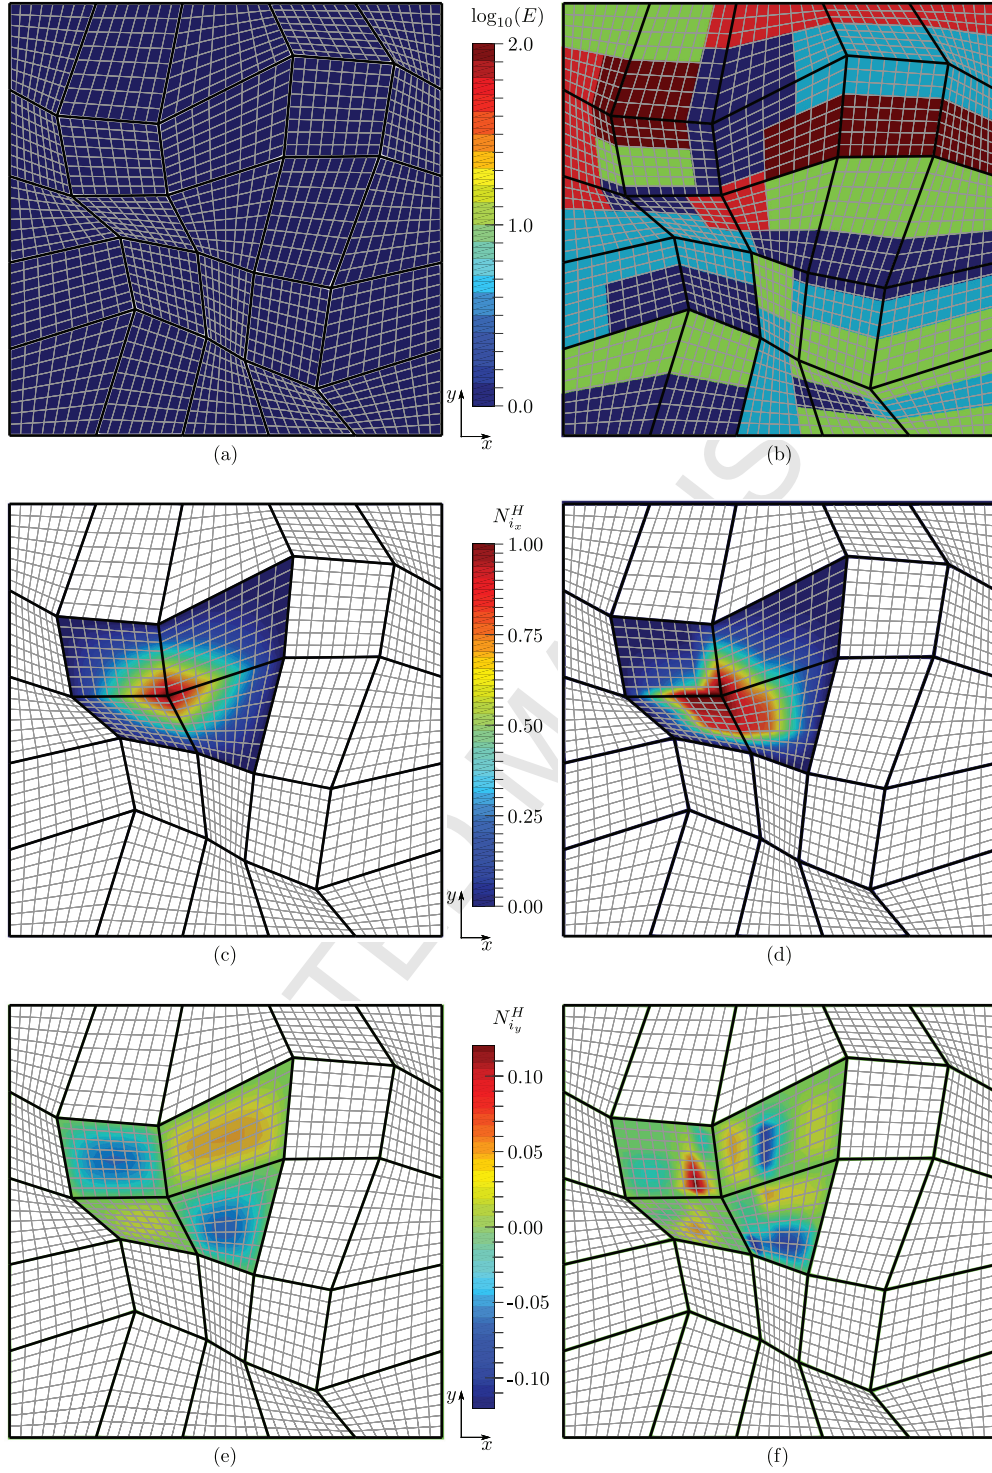 log₁₀(E)
2.0
1.0
0.0
y
x
(a)
(b)
N^H_{i_x}
1.00
0.75
0.50
0.25
0.00
y
x
(c)
(d)
N^H_{i_y}
0.10
0.05
0.00
-0.05
-0.10
y
x
(e)
(f)